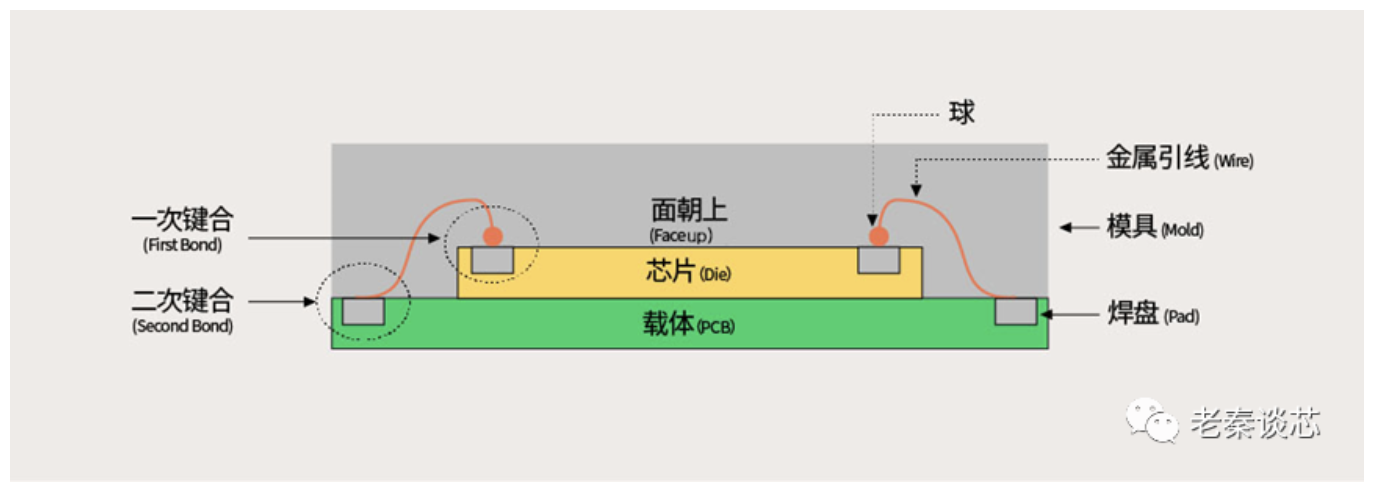 球
金属引线 (Wire)
一次键合
(First Bond)
面朝上
(Faceup)
模具 (Mold)
芯片 (Die)
二次键合
(Second Bond)
载体 (PCB)
焊盘 (Pad)
老秦谈芯